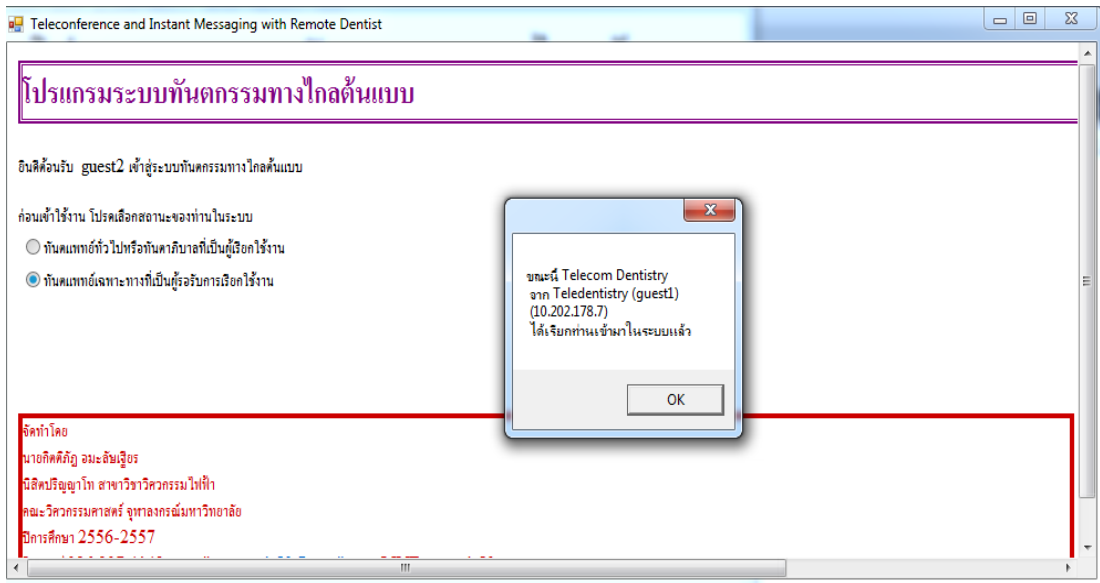 Teleconference and Instant Messaging with Remote Dentist
โปรแกรมระบบทันตกรรมทางไกลต้นแบบ
ยินดีต้อนรับ guest2 เข้าสู่ระบบทันตกรรมทางไกลต้นแบบ
ก่อนเข้าใช้งาน โปรดเลือกสถานะของท่านในระบบ
ทันตแพทย์ทั่วไปหรือทันตาภิบาลที่เป็นผู้เรียกใช้งาน
ทันตแพทย์เฉพาะทางที่เป็นผู้รอรับการเรียกใช้งาน
ขณะนี้ Telecom Dentistry
จาก Teledentistry (guest1)
(10.202.178.7)
ได้เรียกท่านเข้ามาในระบบแล้ว
OK
จัดทำโดย
นายกิตติภัฏ อมะลัษเฐียร
นิสิตปริญญาโท สาขาวิชาวิศวกรรมไฟฟ้า
คณะวิศวกรรมศาสตร์ จุฬาลงกรณ์มหาวิทยาลัย
ปีการศึกษา 2556-2557